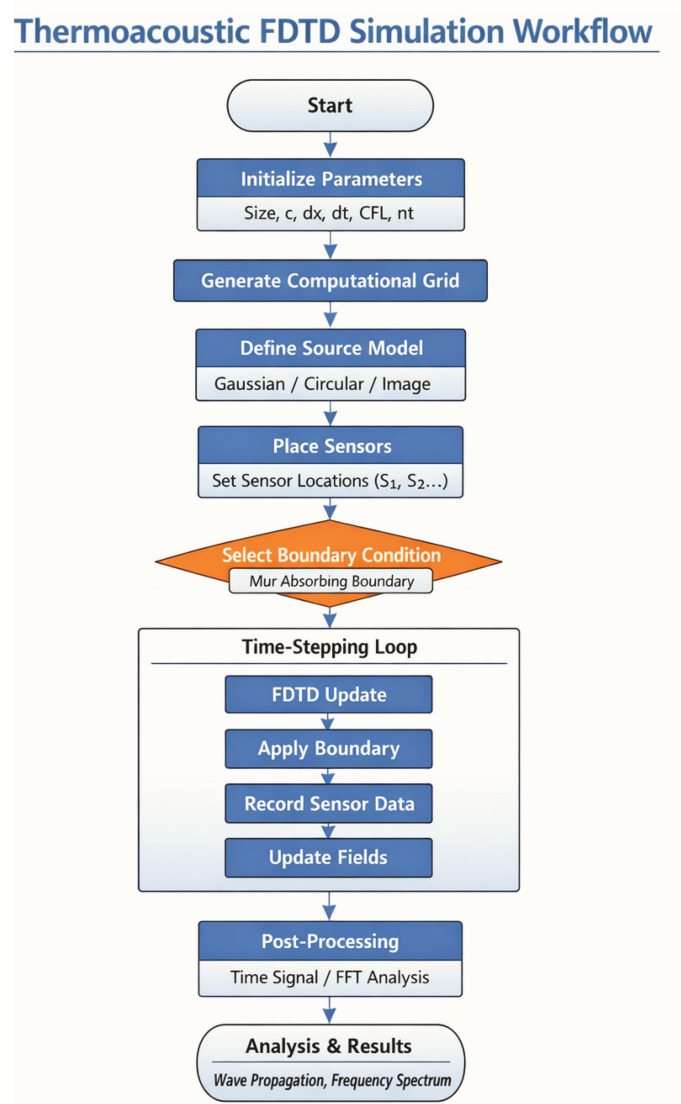 Thermoacoustic FDTD Simulation Workflow
Start
Initialize Parameters
Size, c, dx, dt, CFL, nt
Generate Computational Grid
Define Source Model
Gaussian / Circular / Image
Place Sensors
Set Sensor Locations (S₁, S₂…)
Select Boundary Condition
Mur Absorbing Boundary
Time-Stepping Loop
FDTD Update
Apply Boundary
Record Sensor Data
Update Fields
Post-Processing
Time Signal / FFT Analysis
Analysis & Results
Wave Propagation, Frequency Spectrum